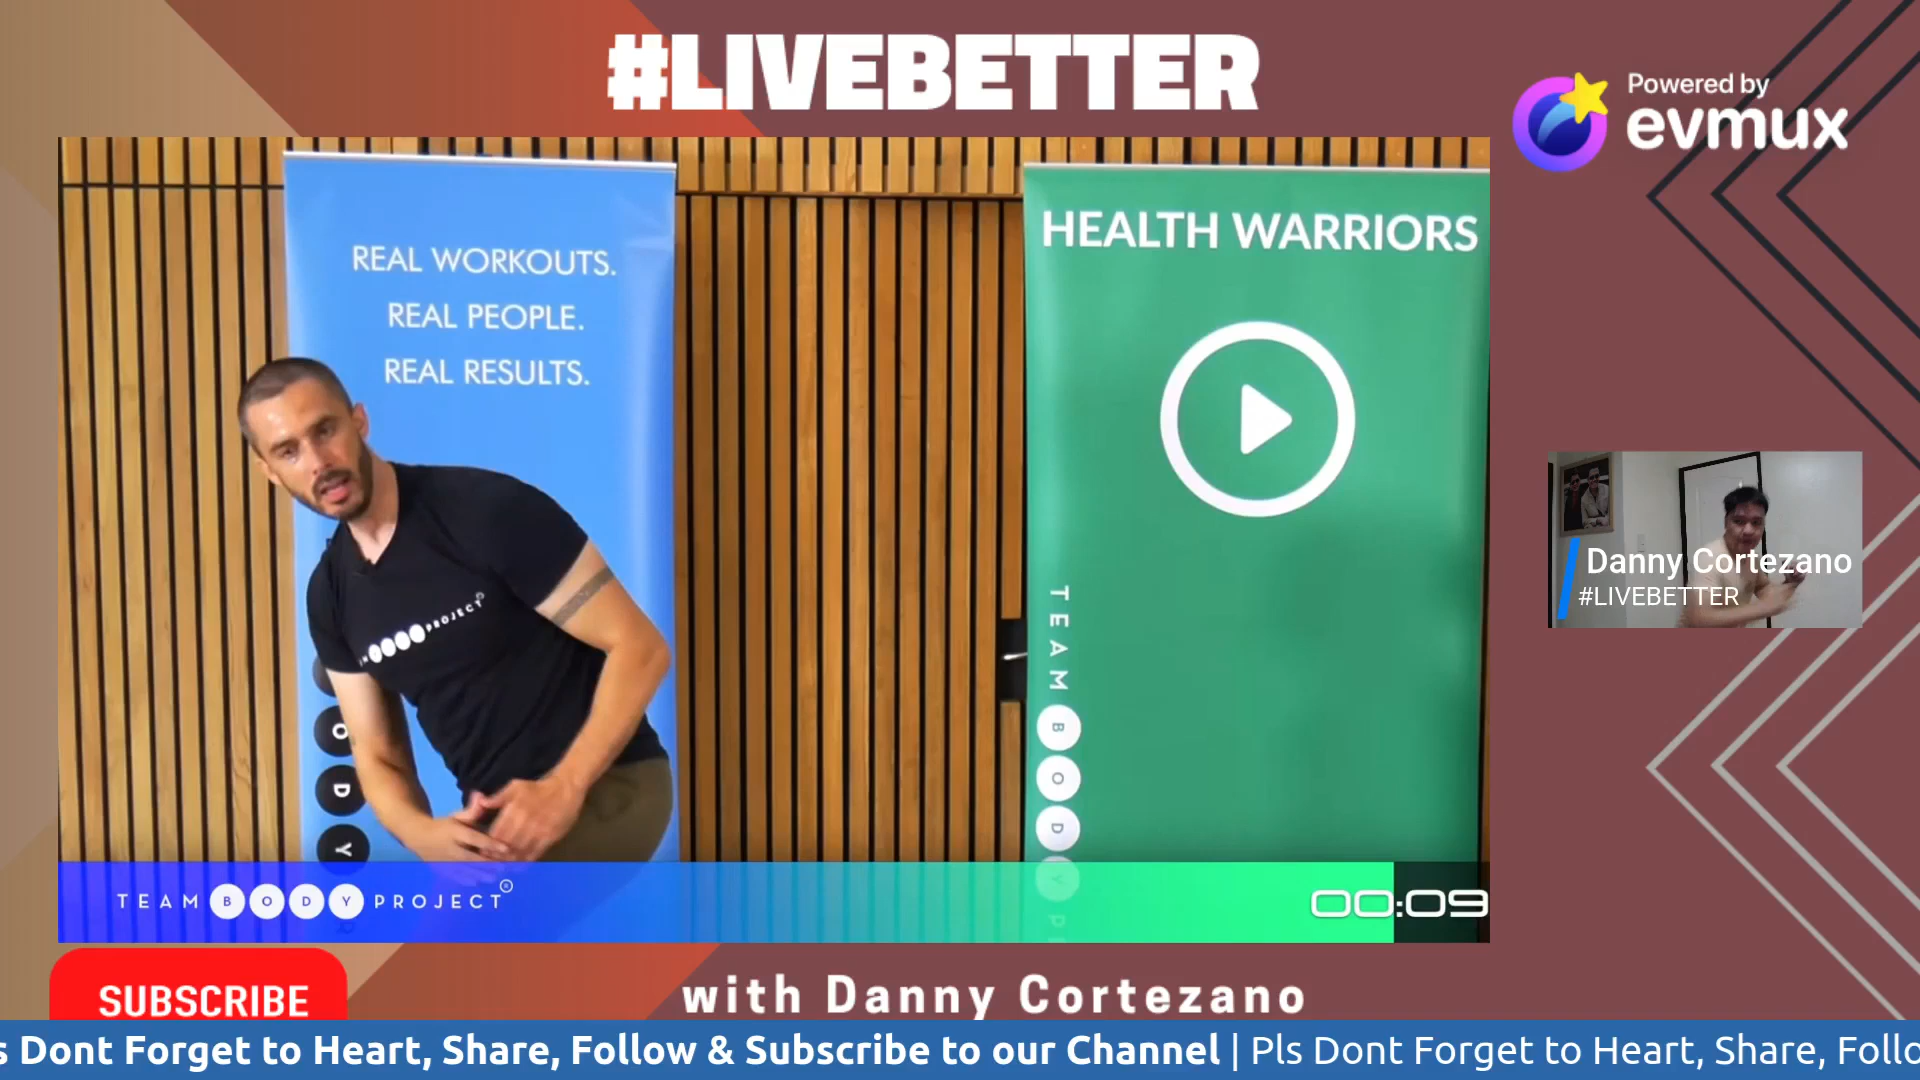 #LIVEBETTER
Powered by
evmux
REAL WORKOUTS.
REAL PEOPLE.
REAL RESULTS.
HEALTH WARRIORS
TEAM BODY
PROJECT
O D Y
Danny Cortezano
#LIVEBETTER
TEAM BODY PROJECT®
00:09
SUBSCRIBE
with Danny Cortezano
s Dont Forget to Heart, Share, Follow & Subscribe to our Channel | Pls Dont Forget to Heart, Share, Follo